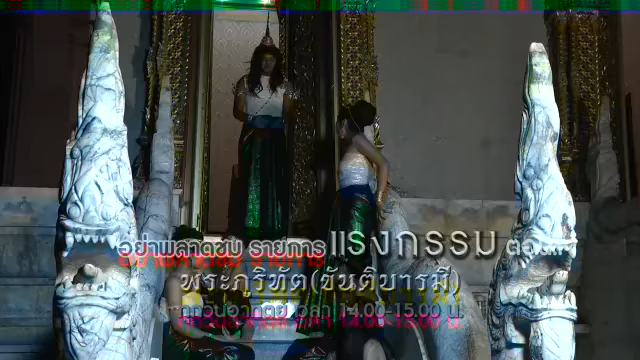 อย่าพลาดชม รายการ แรงกรรม ตอน
พระภูริทัต(ขันติบารมี)
ทุกวันอาทิตย์ เวลา 14.00-15.00 น.